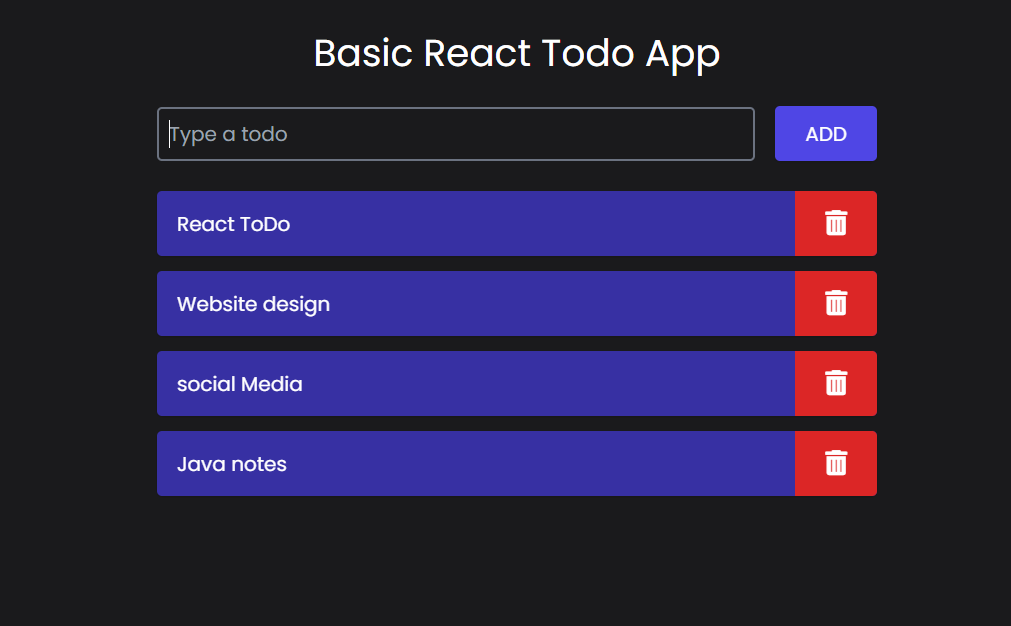 Basic React Todo App
Type a todo
ADD
React ToDo
Website design
social Media
Java notes